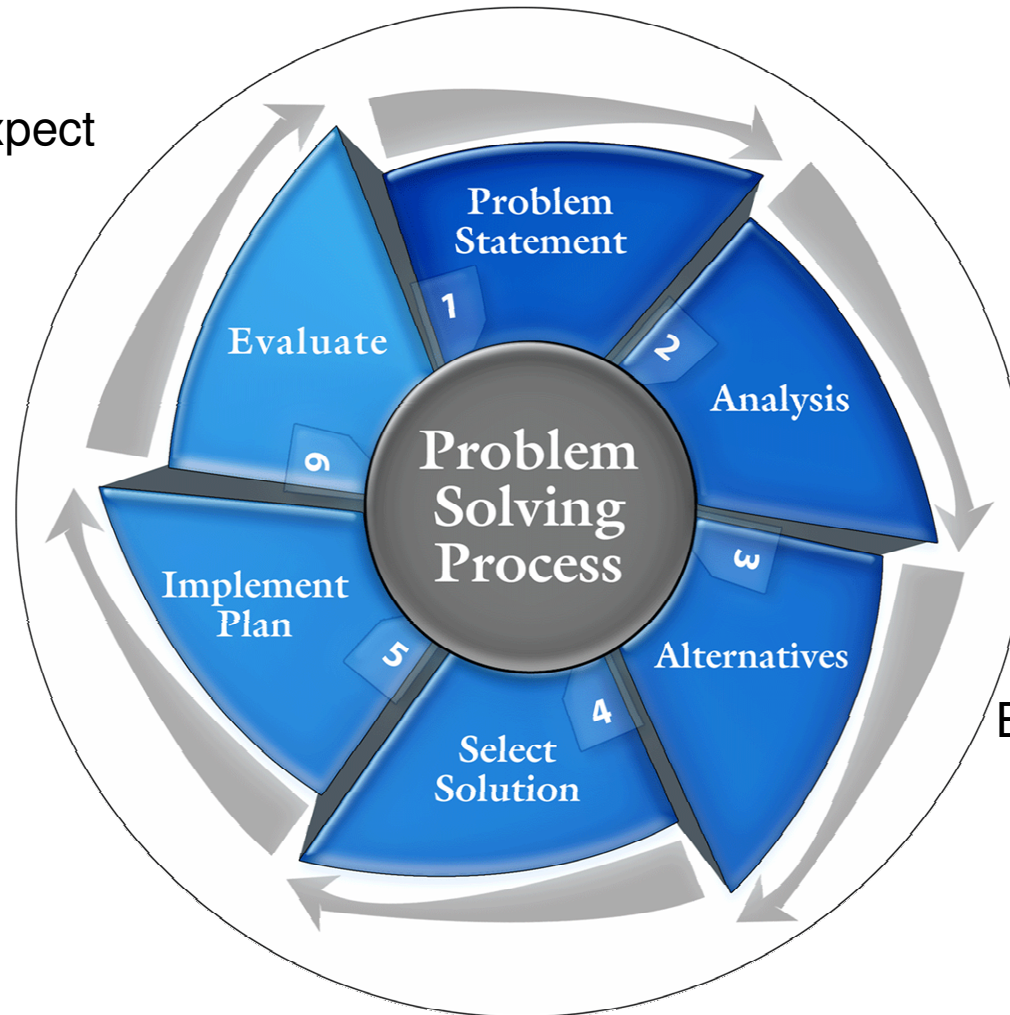 xpect
Problem
Statement
1
2
Analysis
Evaluate
6
Problem
Solving
Process
3
Alternatives
Implement
Plan
5
4
Select
Solution
E